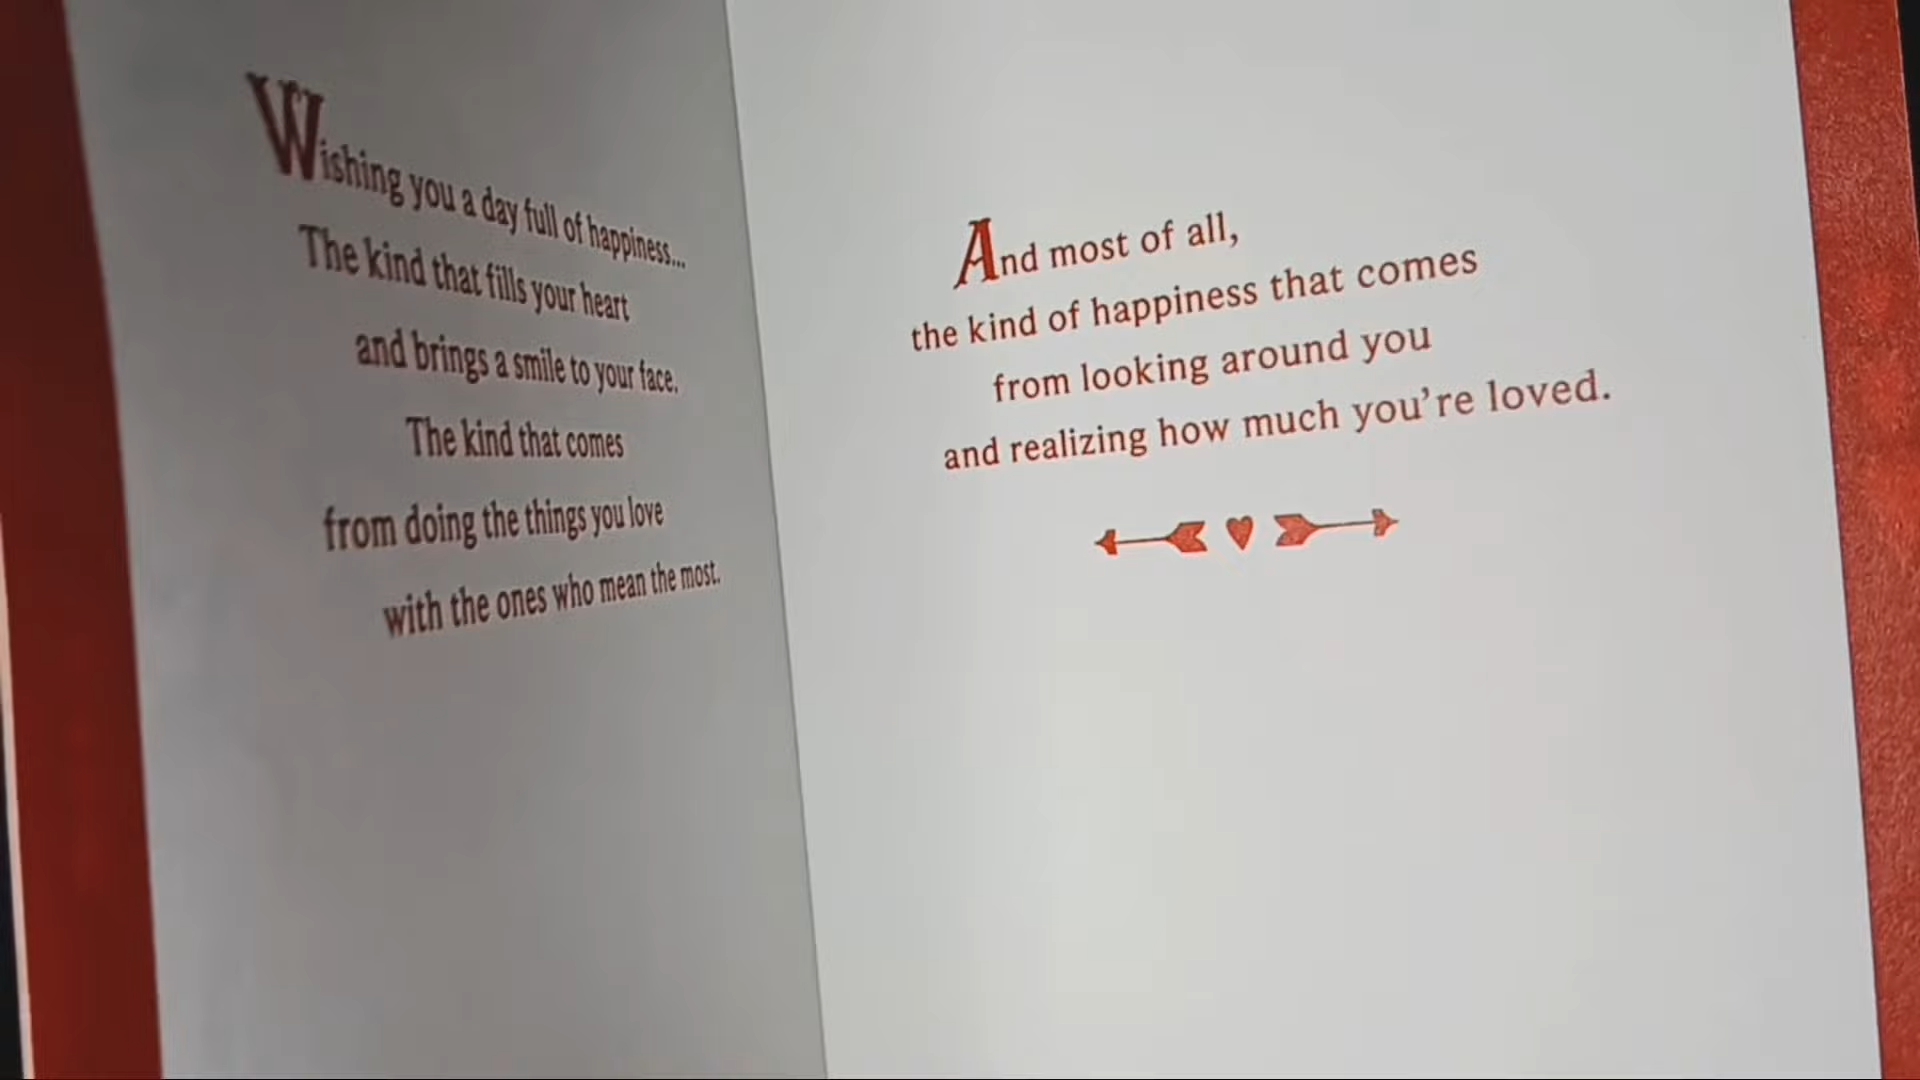 Wishing you a day full of happiness...
The kind that fills your heart
and brings a smile to your face.
The kind that comes
from doing the things you love
with the ones who mean the most.
And most of all,
the kind of happiness that comes
from looking around you
and realizing how much you’re loved.